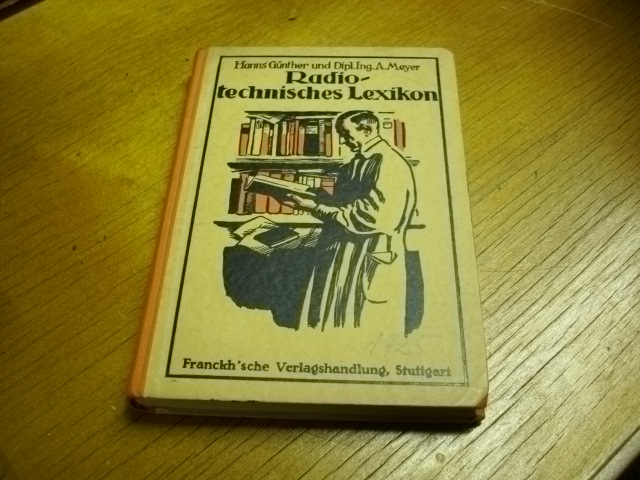 Hanns Günther und Dipl. Ing. A. Meyer
Radio-
technisches Lexikon
Franckh'sche Verlagshandlung, Stuttgart